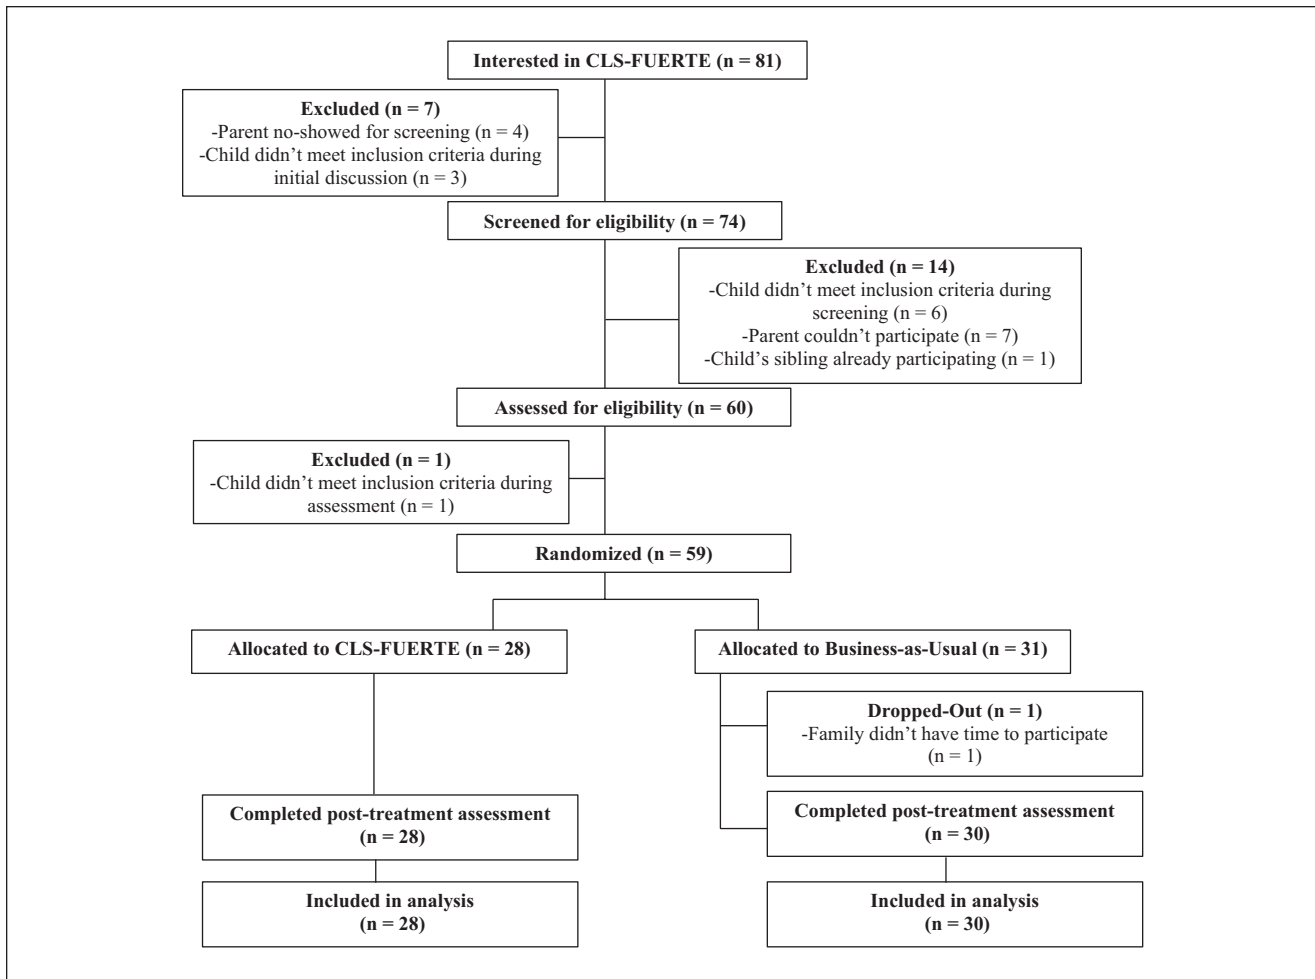 Interested in CLS-FUERTE (n = 81)
Excluded (n = 7)
-Parent no-showed for screening (n = 4)
-Child didn’t meet inclusion criteria during
initial discussion (n = 3)
Screened for eligibility (n = 74)
Excluded (n = 14)
-Child didn’t meet inclusion criteria during
screening (n = 6)
-Parent couldn’t participate (n = 7)
-Child’s sibling already participating (n = 1)
Assessed for eligibility (n = 60)
Excluded (n = 1)
-Child didn’t meet inclusion criteria during
assessment (n = 1)
Randomized (n = 59)
Allocated to CLS-FUERTE (n = 28)
Allocated to Business-as-Usual (n = 31)
Dropped-Out (n = 1)
-Family didn’t have time to participate
(n = 1)
Completed post-treatment assessment
(n = 28)
Completed post-treatment assessment
(n = 30)
Included in analysis
(n = 28)
Included in analysis
(n = 30)